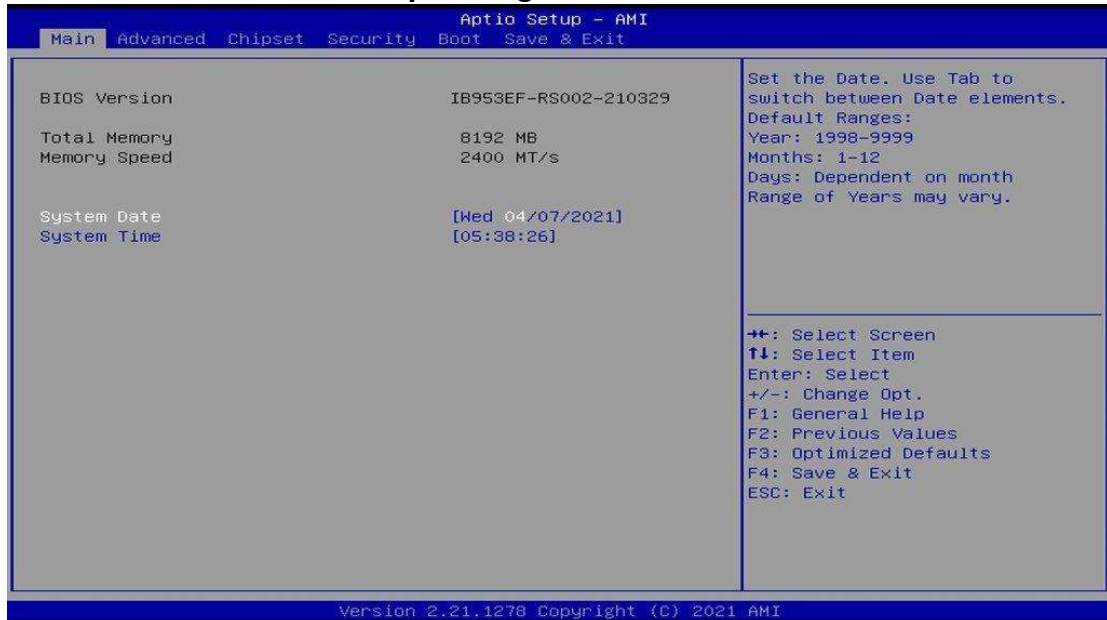 Aptio Setup – AMI
Main Advanced Chipset Security Boot Save & Exit
BIOS Version IB953EF-RS002-210329
Total Memory 8192 MB
Memory Speed 2400 MT/s
System Date [Wed 04/07/2021]
System Time [05:38:26]
Set the Date. Use Tab to
switch between Date elements.
Default Ranges:
Year: 1998-9999
Months: 1-12
Days: Dependent on month
Range of Years may vary.
→←: Select Screen
↑↓: Select Item
Enter: Select
+/-: Change Opt.
F1: General Help
F2: Previous Values
F3: Optimized Defaults
F4: Save & Exit
ESC: Exit
Version 2.21.1278 Copyright (C) 2021 AMI